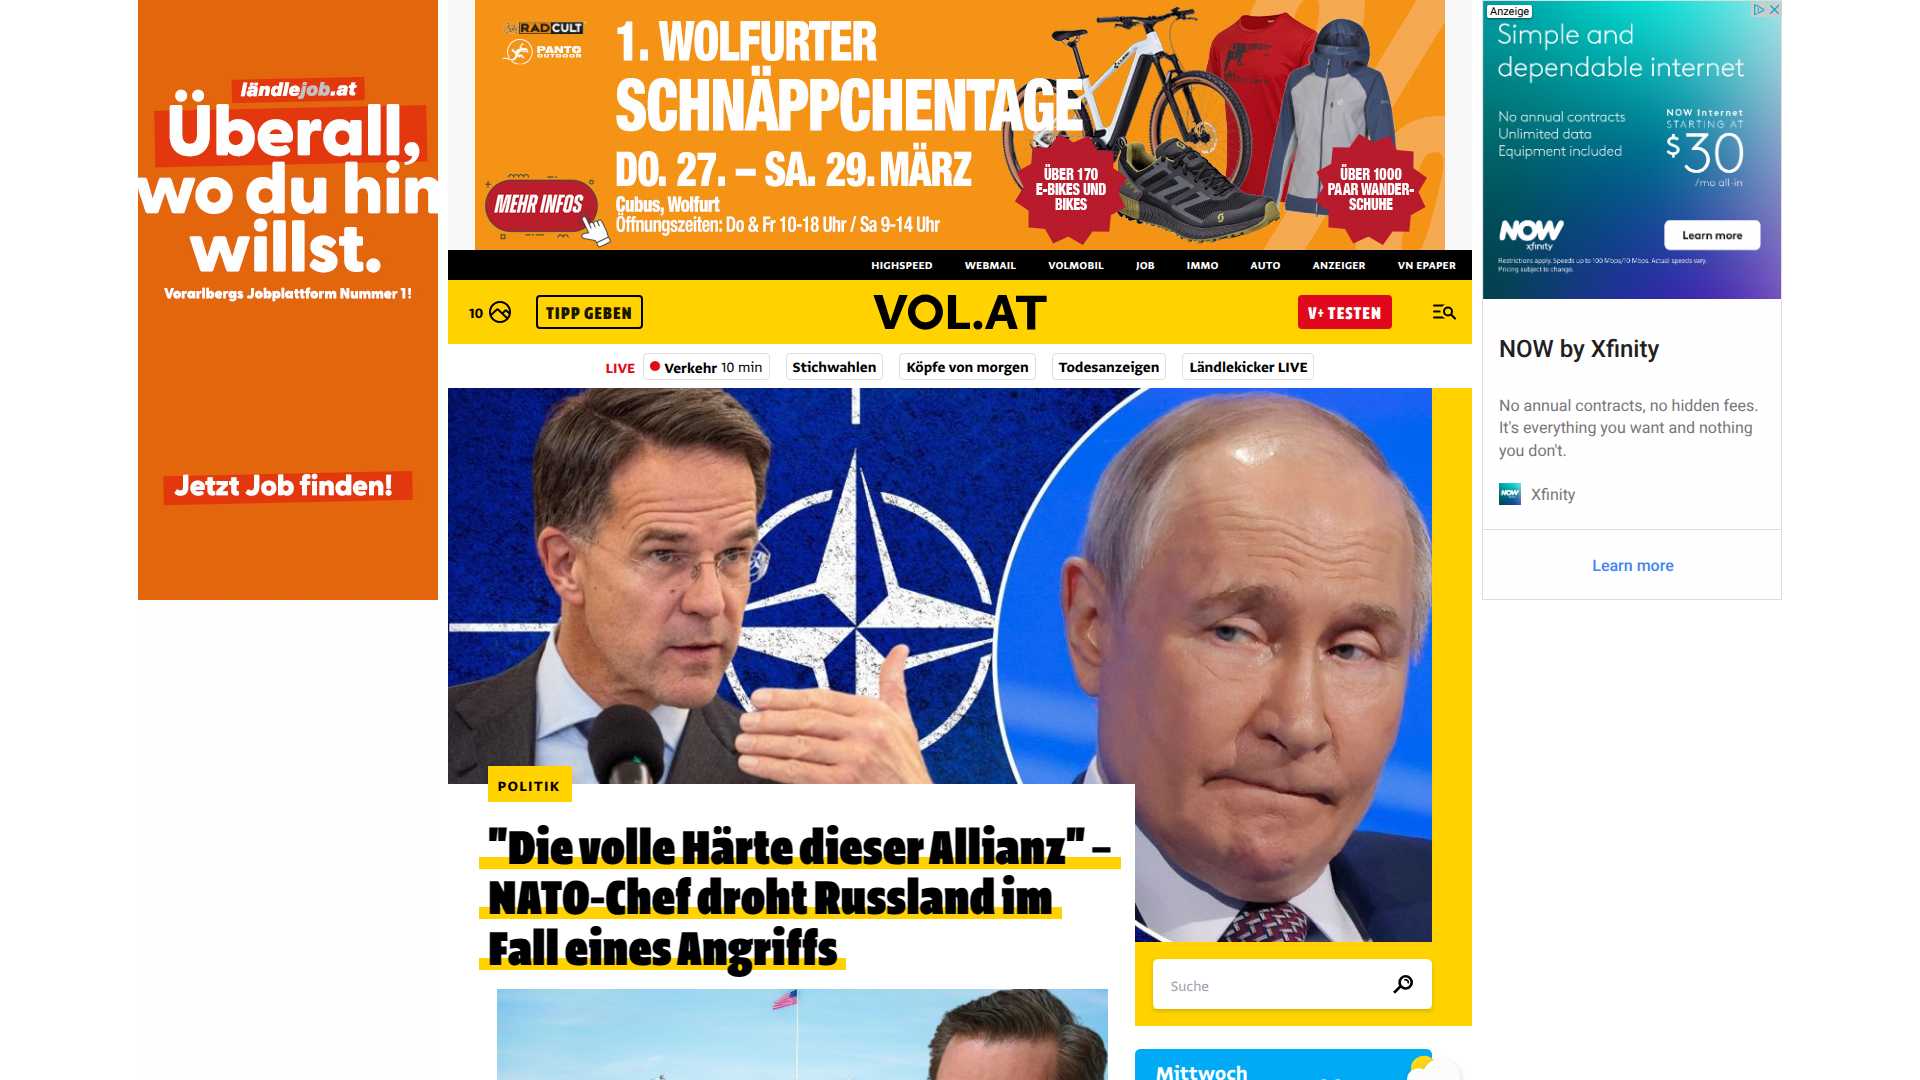 ländlejob.at
Überall,
wo du hin
willst.
Vorarlbergs Jobplattform Nummer 1!
Jetzt Job finden!
RADCULT
PANTO
OUTDOOR
1. WOLFURTER
SCHNÄPPCHENTAGE
DO. 27. – SA. 29. MÄRZ
MEHR INFOS
Cubus, Wolfurt
Öffnungszeiten: Do & Fr 10-18 Uhr / Sa 9-14 Uhr
ÜBER 170
E-BIKES UND
BIKES
ÜBER 1000
PAAR WANDER-
SCHUHE
HIGHSPEED WEBMAIL VOLMOBIL JOB IMMO AUTO ANZEIGER VN EPAPER
10 TIPP GEBEN VOL.AT V+ TESTEN
LIVE Verkehr 10 min Stichwahlen Köpfe von morgen Todesanzeigen Ländlekicker LIVE
POLITIK
"Die volle Härte dieser Allianz" –
NATO-Chef droht Russland im
Fall eines Angriffs
Suche
Mittwoch
Anzeige
Simple and
dependable internet
No annual contracts
Unlimited data
Equipment included
NOW Internet
STARTING AT
$30
/mo all-in
NOW
xfinity
Learn more
Restrictions apply. Speeds up to 100 Mbps/10 Mbps. Actual speeds vary.
Pricing subject to change.
NOW by Xfinity
No annual contracts, no hidden fees.
It's everything you want and nothing
you don't.
NOW Xfinity
Learn more